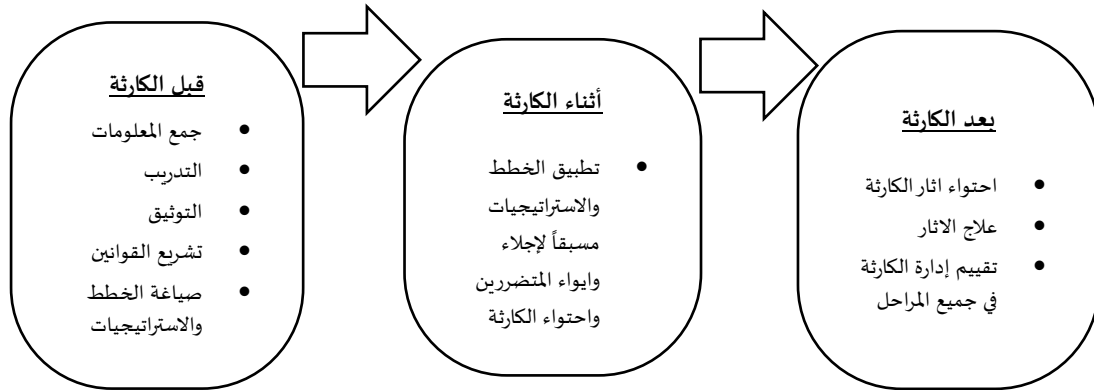 قبل الكارثة
• جمع المعلومات
• التدريب
• التوثيق
• تشريع القوانين
• صياغة الخطط
والاستراتيجيات
أثناء الكارثة
• تطبيق الخطط
والاستراتيجيات
مسبقاً لإجلاء
وايواء المتضررين
واحتواء الكارثة
بعد الكارثة
• احتواء اثار الكارثة
• علاج الاثار
• تقييم إدارة الكارثة
في جميع المراحل